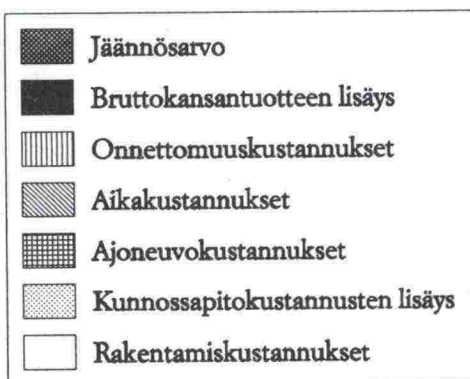 Jäännösarvo
Bruttokansantuotteen lisäys
Onnettomuuskustannukset
Aikakustannukset
Ajoneuvokustannukset
Kunnossapitokustannusten lisäys
Rakentamiskustannukset